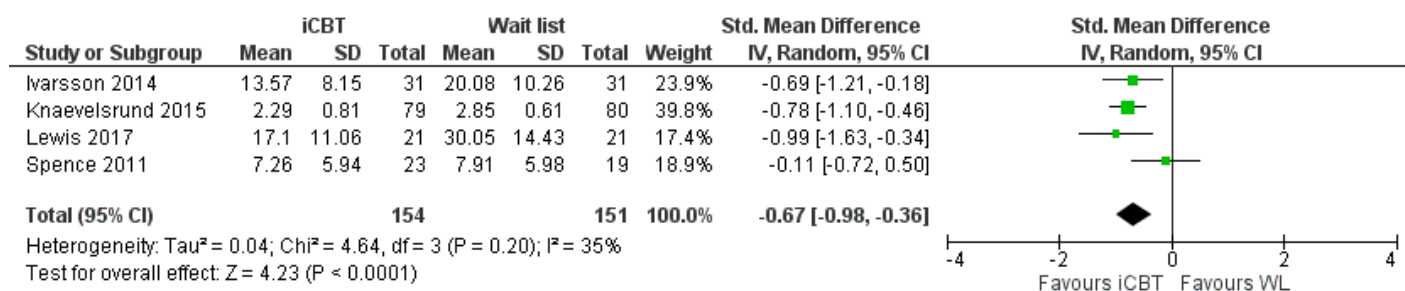 iCBT Wait list Std. Mean Difference Std. Mean Difference
Study or Subgroup Mean SD Total Mean SD Total Weight IV, Random, 95% CI IV, Random, 95% CI
Ivarsson 2014 13.57 8.15 31 20.08 10.26 31 23.9% -0.69 [-1.21, -0.18]
Knaevelsrund 2015 2.29 0.81 79 2.85 0.61 80 39.8% -0.78 [-1.10, -0.46]
Lewis 2017 17.1 11.06 21 30.05 14.43 21 17.4% -0.99 [-1.63, -0.34]
Spence 2011 7.26 5.94 23 7.91 5.98 19 18.9% -0.11 [-0.72, 0.50]
Total (95% CI) 154 151 100.0% -0.67 [-0.98, -0.36]
Heterogeneity: Tau² = 0.04; Chi² = 4.64, df = 3 (P = 0.20); I² = 35%
Test for overall effect: Z = 4.23 (P < 0.0001)
-4 -2 0 2 4
Favours iCBT Favours WL